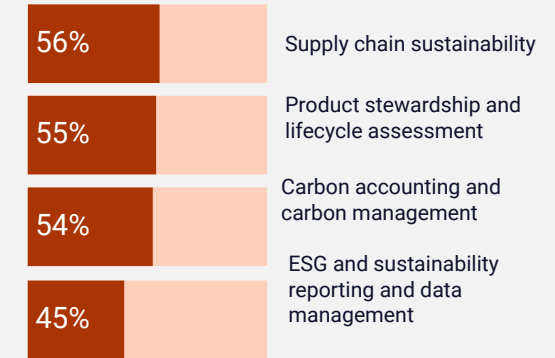 56%
Supply chain sustainability
55%
Product stewardship and
lifecycle assessment
54%
Carbon accounting and
carbon management
45%
ESG and sustainability
reporting and data
management